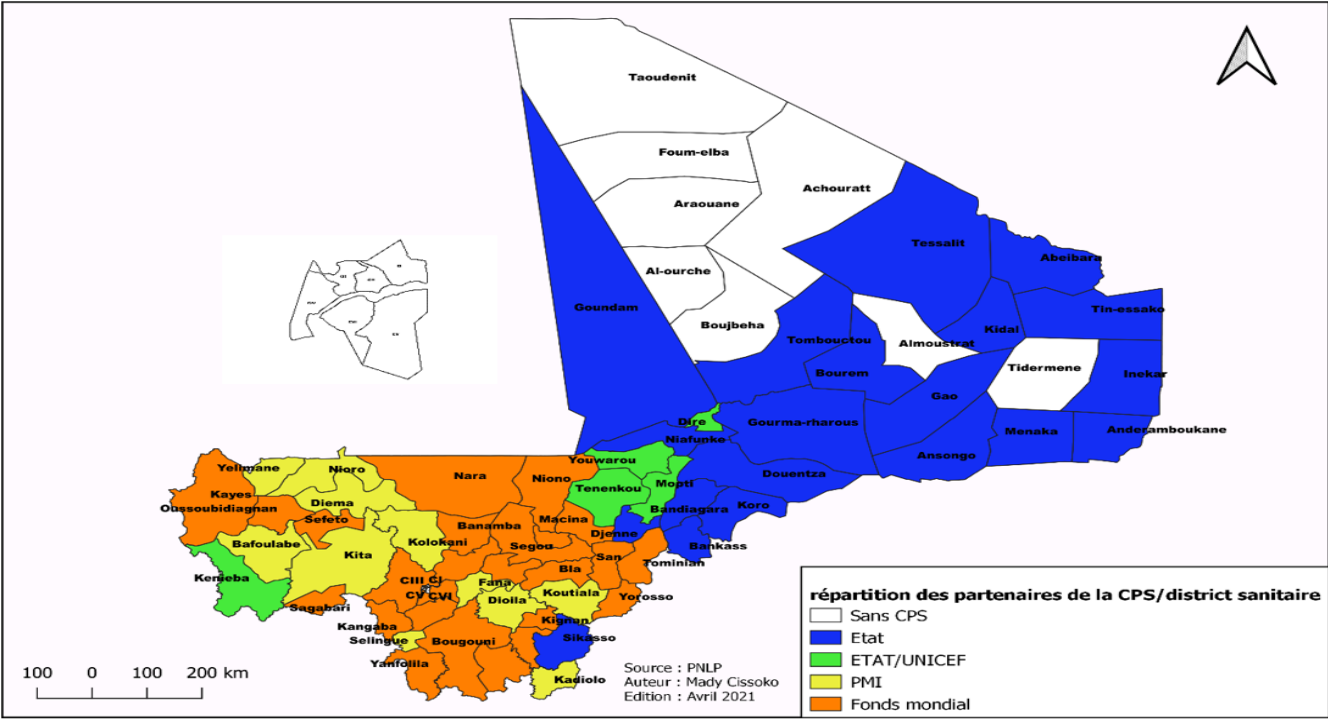 Taoudenit
Foum-elba
Achouratt
Araouane
Tessalit
Abeibara
Al-ourche
Goundam
Tin-essako
Boujbeha
Kidal
Tombouctou
Almoustrat
Tidermene
Bourem
Inekar
Gao
Dire
Gourma-rharous
Menaka
Anderamboukane
Niafunke
Ansongo
Youwarou
Yelimane
Nioro
Nara
Niono
Douentza
Tenenkou
Mopti
Kayes
Diema
Oussoubidiagnan
Koro
Bandiagara
Sefeto
Macina
Banamba
Djenne
Bafoulabe
Kolokani
Segou
Bankass
Kita
San
Tominian
Bla
Kenieba
CIII CI
Fana
Koutiala
CV CVI
Dioila
Yorosso
Sagabari
Kignan
Kangaba
Selingue
Bougouni
Sikasso
Yanfolila
Kadiolo
100 0 100 200 km
Source : PNLP
Auteur : Mady Cissoko
Edition : Avril 2021
répartition des partenaires de la CPS/district sanitaire
Sans CPS
Etat
ETAT/UNICEF
PMI
Fonds mondial